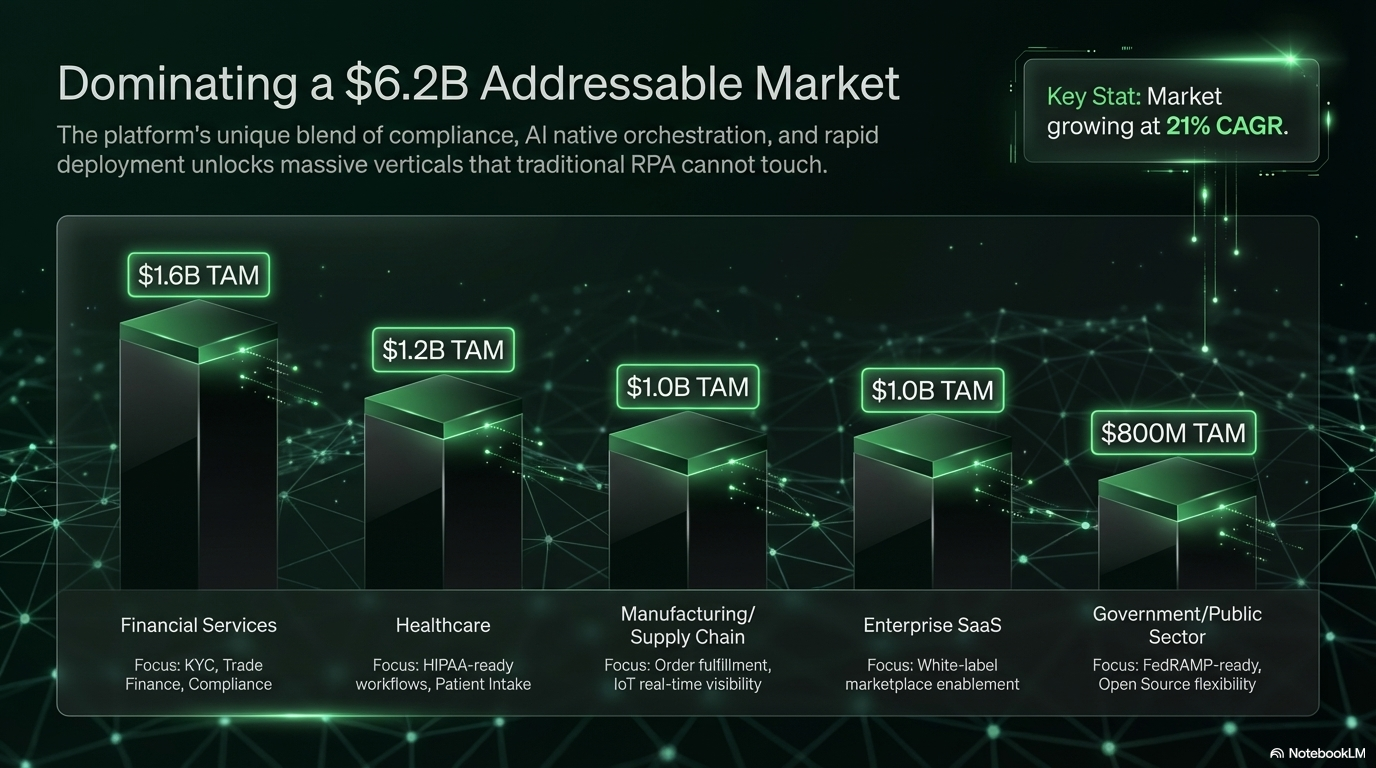 Dominating a $6.2B Addressable Market
The platform's unique blend of compliance, AI native orchestration, and rapid
deployment unlocks massive verticals that traditional RPA cannot touch.
Key Stat: Market
growing at 21% CAGR.
$1.6B TAM
$1.2B TAM
$1.0B TAM
$1.0B TAM
$800M TAM
Financial Services
Focus: KYC, Trade
Finance, Compliance
Healthcare
Focus: HIPAA-ready
workflows, Patient Intake
Manufacturing/
Supply Chain
Focus: Order fulfillment,
IoT real-time visibility
Enterprise SaaS
Focus: White-label
marketplace enablement
Government/Public
Sector
Focus: FedRAMP-ready,
Open Source flexibility
NotebookLM